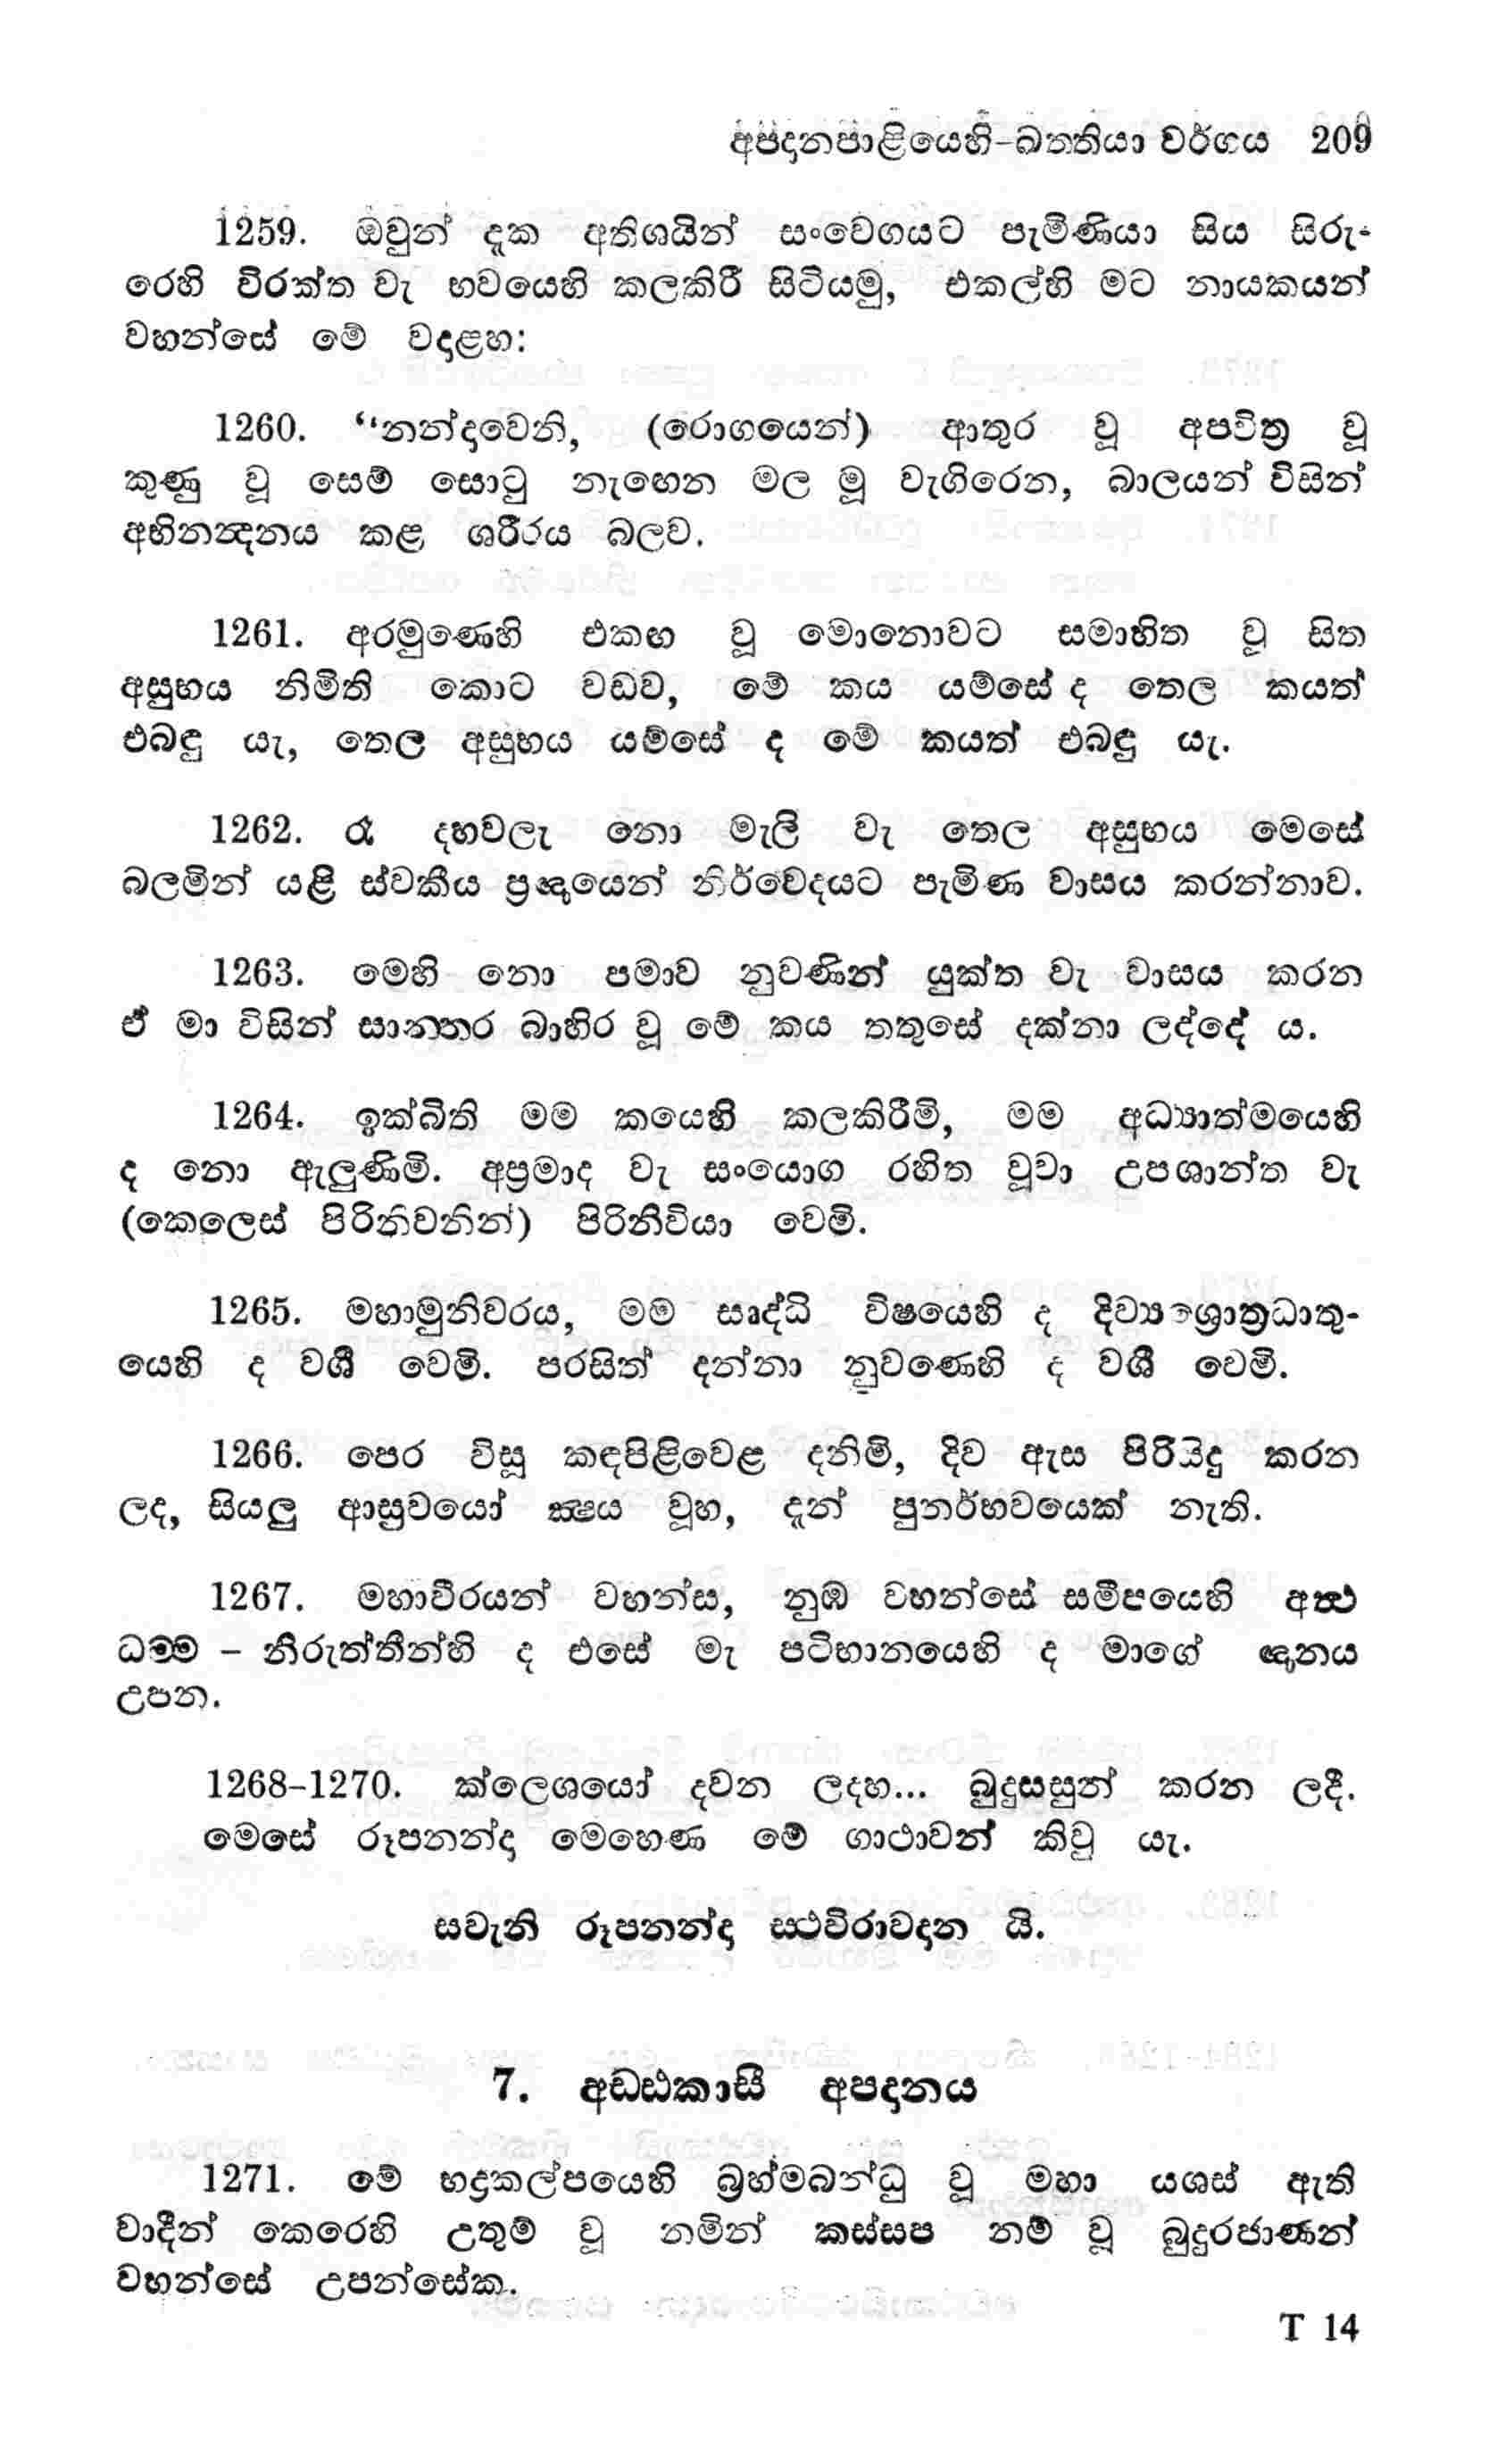 අපදානපාළියෙහි-ඛත්තියා වර්ගය 209
1259. ඔවුන් දැක අතිශයින් සංවෙගයට පැමිණියා සිය සිරු-
රෙහි විරක්ත වැ භවයෙහි කලකිරී සිටියමු, එකල්හි මට නායකයන්
වහන්සේ මේ වදාළහ:
1260. “නන්දාවෙනි, (රොගයෙන්) ආතුර වූ අපවිත්‍ර වූ
කුණු වූ සෙම් සොටු නැහෙන මල මූ වැගිරෙන, බාලයන් විසින්
අභිනන්‍දනය කළ ශරීරය බලව.
1261. අරමුණෙහි එකඟ වූ මොනොවට සමාහිත වූ සිත
අසුභය නිමිති කොට වඩව, මේ කය යම්සේ ද තෙල කයත්
එබඳු යැ, තෙල අසුභය යම්සේ ද මේ කයත් එබඳු යැ.
1262. රෑ දහවලැ නො මැලි වැ තෙල අසුභය මෙසේ
බලමින් යළි ස්වකීය ප්‍රඥායෙන් නිර්වෙදයට පැමිණ වාසය කරන්නාව.
1263. මෙහි නො පමාව නුවණින් යුක්ත වැ වාසය කරන
ඒ මා විසින් සාන්තර බාහිර වූ මේ කය තතුසේ දක්නා ලද්දේ ය.
1264. ඉක්බිති මම කයෙහි කලකිරීමි, මම අධ්‍යාත්මයෙහි
ද නො ඇලුණිමි. අප්‍රමාද වැ සංයොග රහිත වූවා උපශාන්ත වැ
(කෙලෙස් පිරිනිවනින්) පිරිනිවියා වෙමි.
1265. මහාමුනිවරය, මම සෘද්ධි විෂයෙහි ද දිව්‍යශ්‍රොත්‍රධාතු-
යෙහි ද වශී වෙමි. පරසිත් දන්නා නුවණෙහි ද වශී වෙමි.
1266. පෙර විසූ කඳපිළිවෙළ දනිමි, දිව ඇස පිරියිදු කරන
ලද, සියලු ආසුවයෝ ක්‍ෂය වූහ, දැන් පුනර්භවයෙක් නැති.
1267. මහාවීරයන් වහන්ස, නුඹ වහන්සේ සමීපයෙහි අත්‍ථ
ධම්ම – නිරුත්තීන්හි ද එසේ මැ පටිභානයෙහි ද මාගේ ඥානය
උපන.
1268-1270. ක්ලෙශයෝ දවන ලදහ... බුදුසසුන් කරන ලදී.
මෙසේ රූපනන්දා මෙහෙණ මේ ගාථාවන් කිවු යැ.
සවැනි රූපනන්දා ස්‍ථවිරාවදාන යි.
7. අඩ්ඪකාසී අපදානය
1271. මේ භද්‍රකල්පයෙහි බ්‍රහ්මබන්ධු වූ මහා යශස් ඇති
වාදීන් කෙරෙහි උතුම් වූ නමින් කස්සප නම් වූ බුදුරජාණන්
වහන්සේ උපන්සේක.
T 14